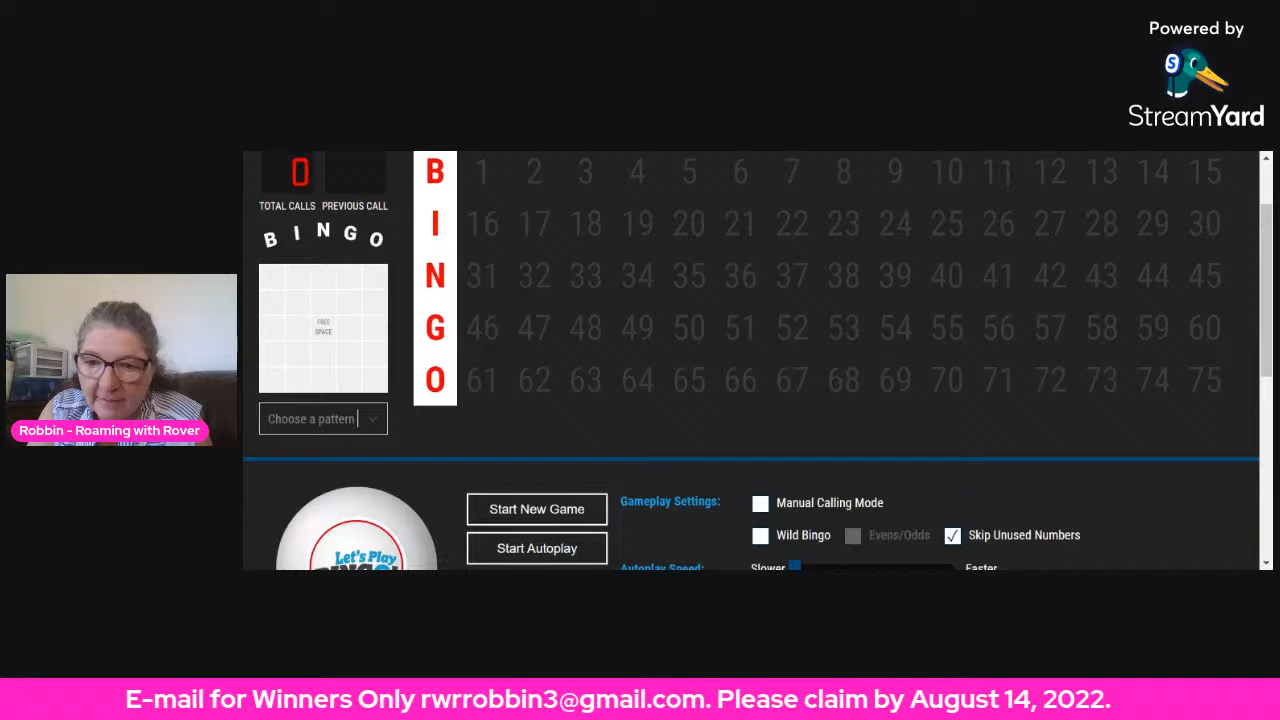 Powered by
StreamYard
0
TOTAL CALLS PREVIOUS CALL
B I N G O
FREE
SPACE
Choose a pattern
B 1 2 3 4 5 6 7 8 9 10 11 12 13 14 15
I 16 17 18 19 20 21 22 23 24 25 26 27 28 29 30
N 31 32 33 34 35 36 37 38 39 40 41 42 43 44 45
G 46 47 48 49 50 51 52 53 54 55 56 57 58 59 60
O 61 62 63 64 65 66 67 68 69 70 71 72 73 74 75
Robbin - Roaming with Rover
Let's Play
BINGO!
Start New Game
Start Autoplay
Gameplay Settings:
Manual Calling Mode
Wild Bingo Evens/Odds Skip Unused Numbers
Autoplay Speed: Slower Faster
E-mail for Winners Only rwrrobbin3@gmail.com. Please claim by August 14, 2022.